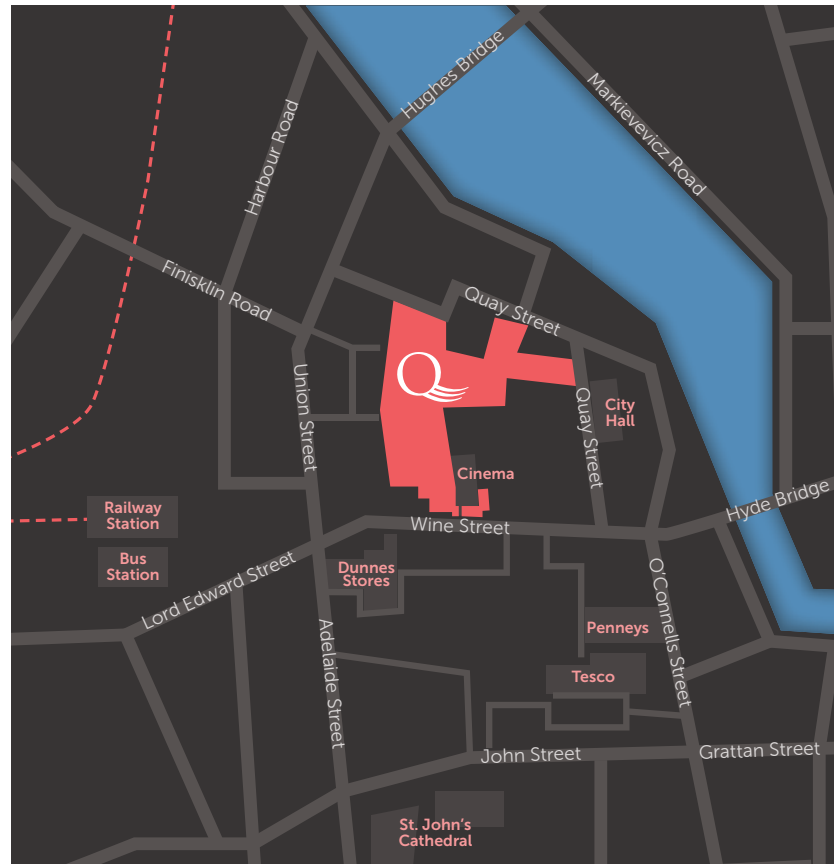 Hughes Bridge
Markievevicz Road
Harbour Road
Finisklin Road
Quay Street
Q
Union Street
Quay Street
City
Hall
Cinema
Railway
Station
Wine Street
Hyde Bridge
Bus
Station
Dunnes
Stores
Lord Edward Street
O'Connells Street
Penneys
Adelaide Street
Tesco
John Street
Grattan Street
St. John's
Cathedral